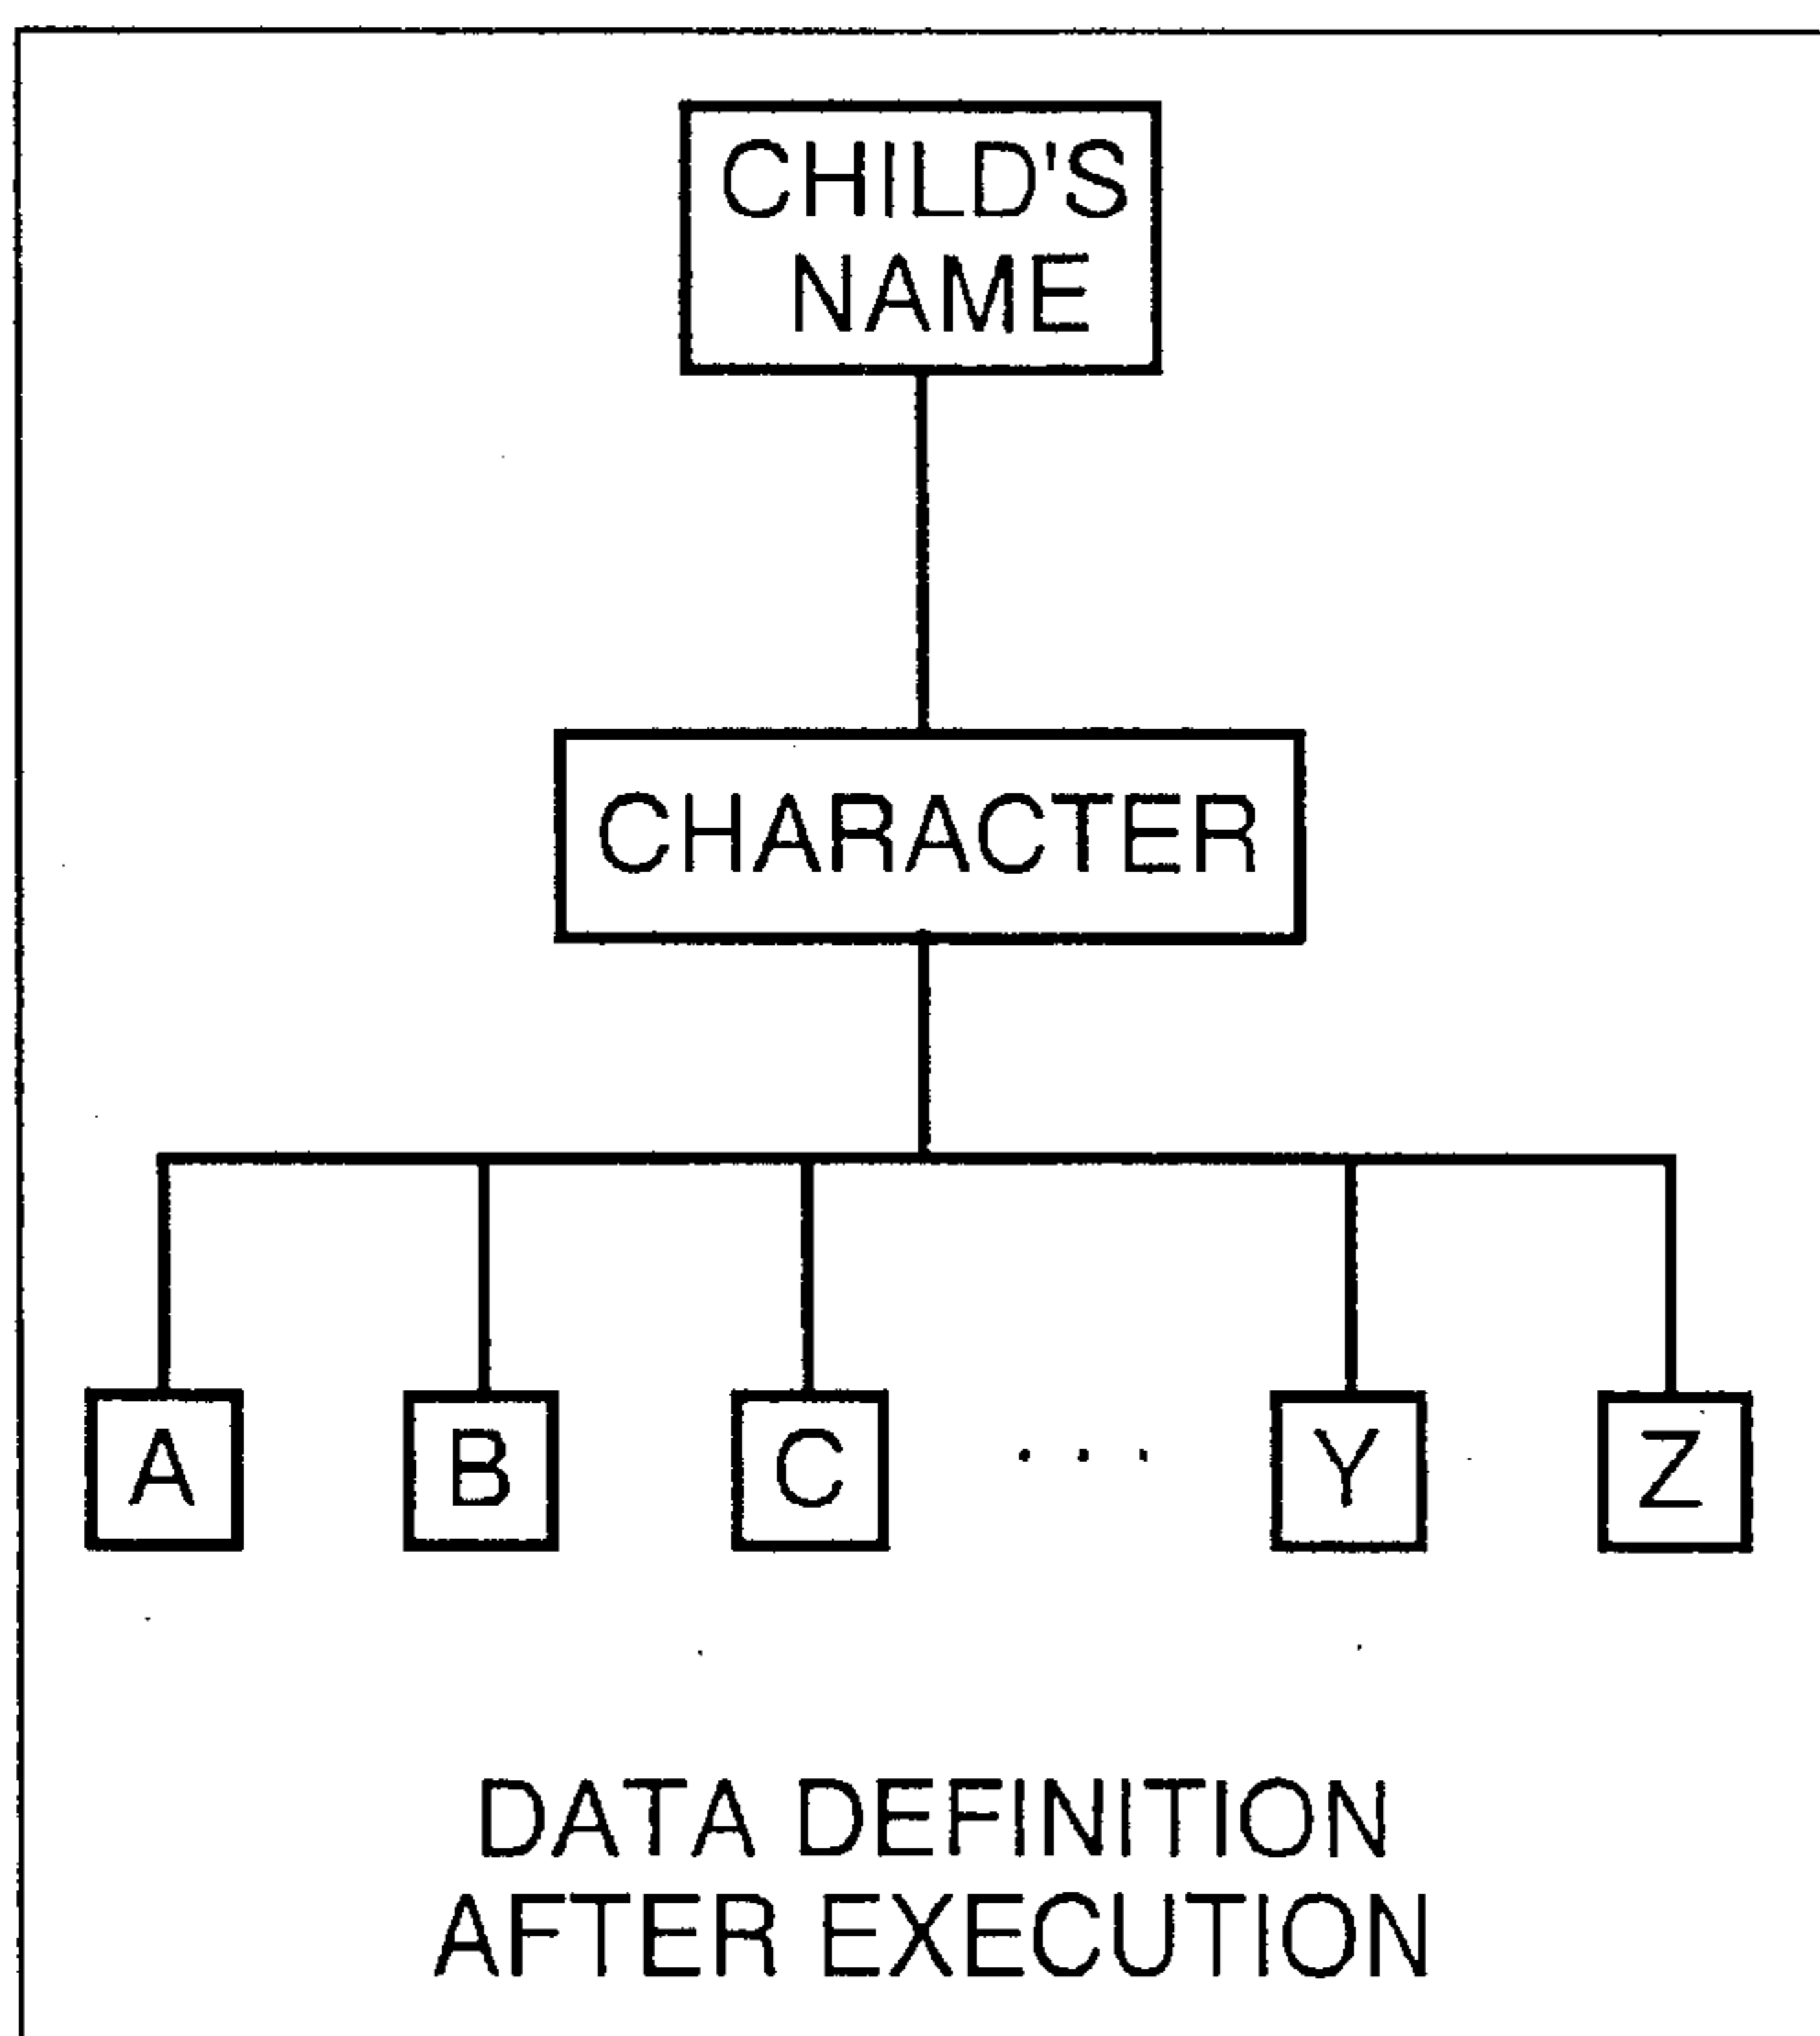 CHILD'S
NAME
CHARACTER
A B C . . . Y Z
DATA DEFINITION
AFTER EXECUTION